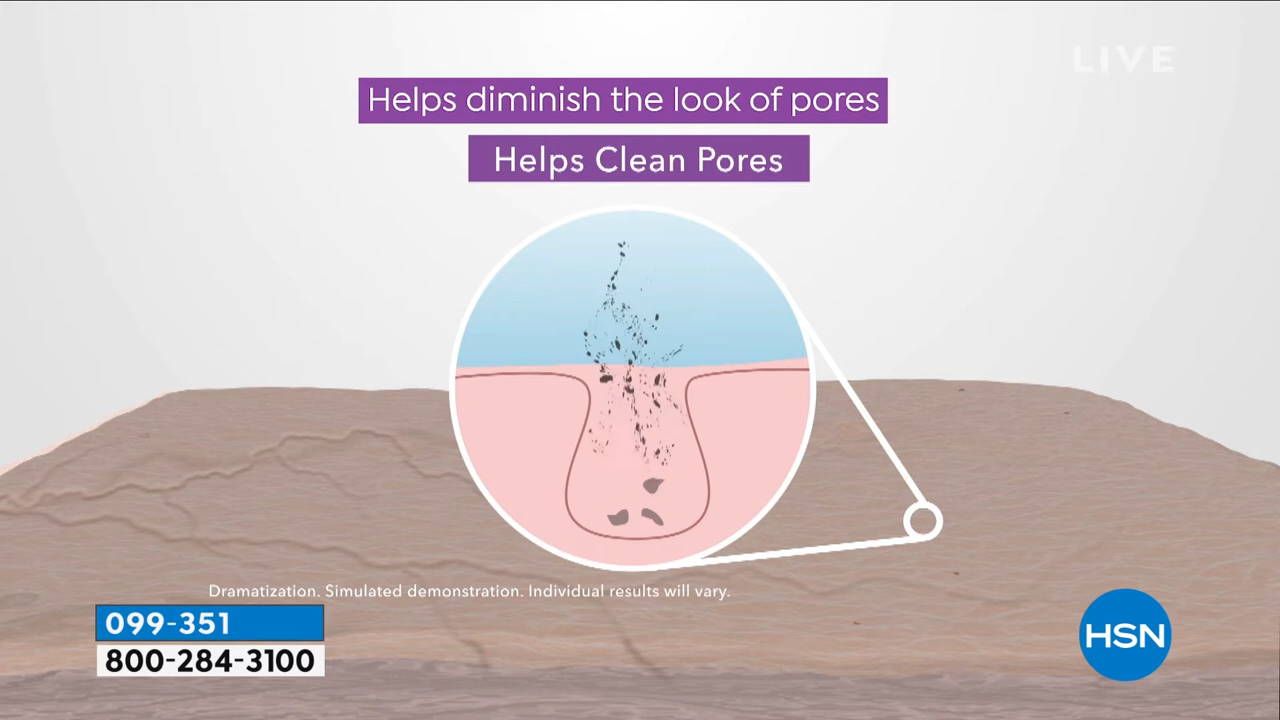 LIVE
Helps diminish the look of pores
Helps Clean Pores
Dramatization. Simulated demonstration. Individual results will vary.
099-351
800-284-3100
HSN